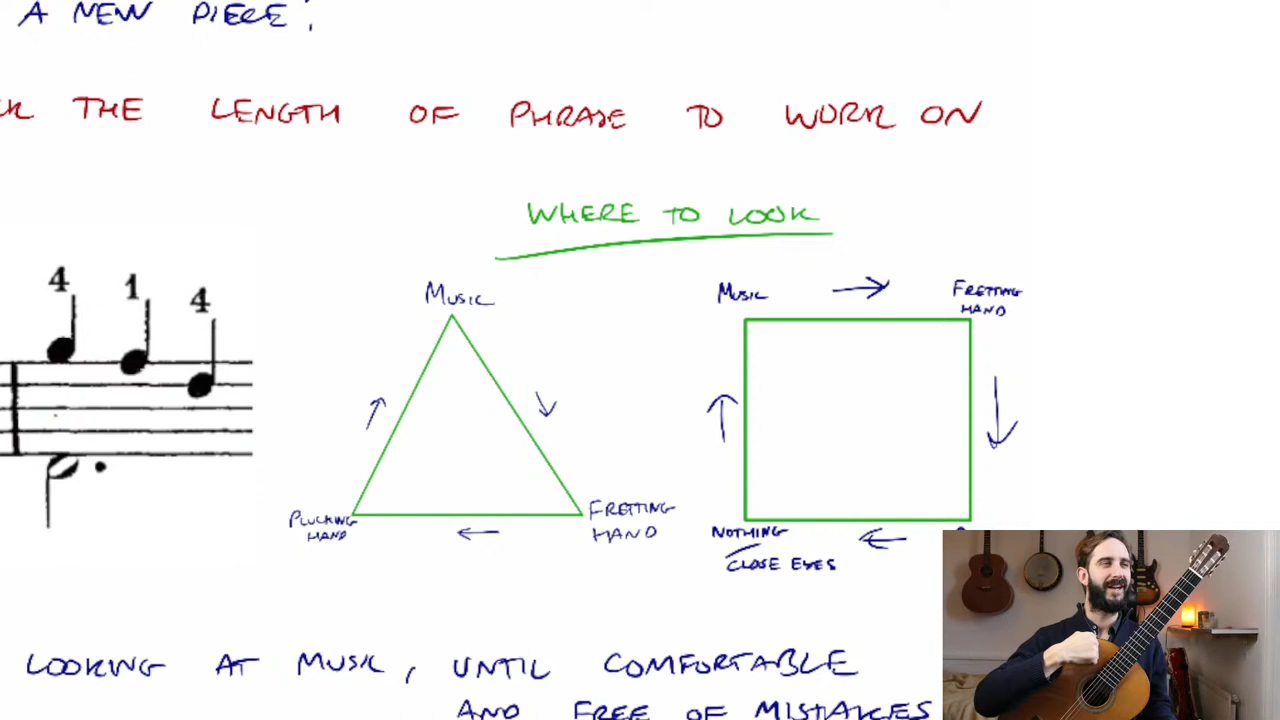 A NEW PIECE?
THE LENGTH OF PHRASE TO WORK ON
WHERE TO LOOK
4 1 4
MUSIC
PLUCKING HAND
FRETTING HAND
MUSIC
FRETTING HAND
NOTHING
CLOSE EYES
LOOKING AT MUSIC, UNTIL COMFORTABLE
AND FREE OF MISTAKES